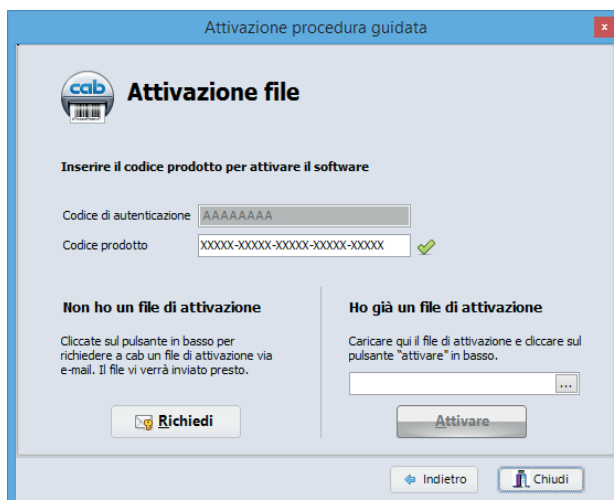 Attivazione procedura guidata
x
cab
Attivazione file
Inserire il codice prodotto per attivare il software
Codice di autenticazione AAAAAAAA
Codice prodotto XXXXX-XXXXX-XXXXX-XXXXX-XXXXX
Non ho un file di attivazione
Cliccate sul pulsante in basso per
richiedere a cab un file di attivazione via
e-mail. Il file vi verrà inviato presto.
Richiedi
Ho già un file di attivazione
Caricare qui il file di attivazione e cliccare sul
pulsante "attivare" in basso.
...
Attivare
Indietro
Chiudi